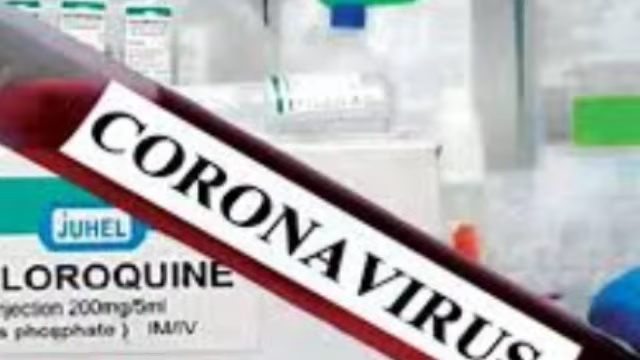 CORONAVIRUS
JUHEL
LOROQUINE
njection 200mg/5ml
s phosphate ) IM/IV